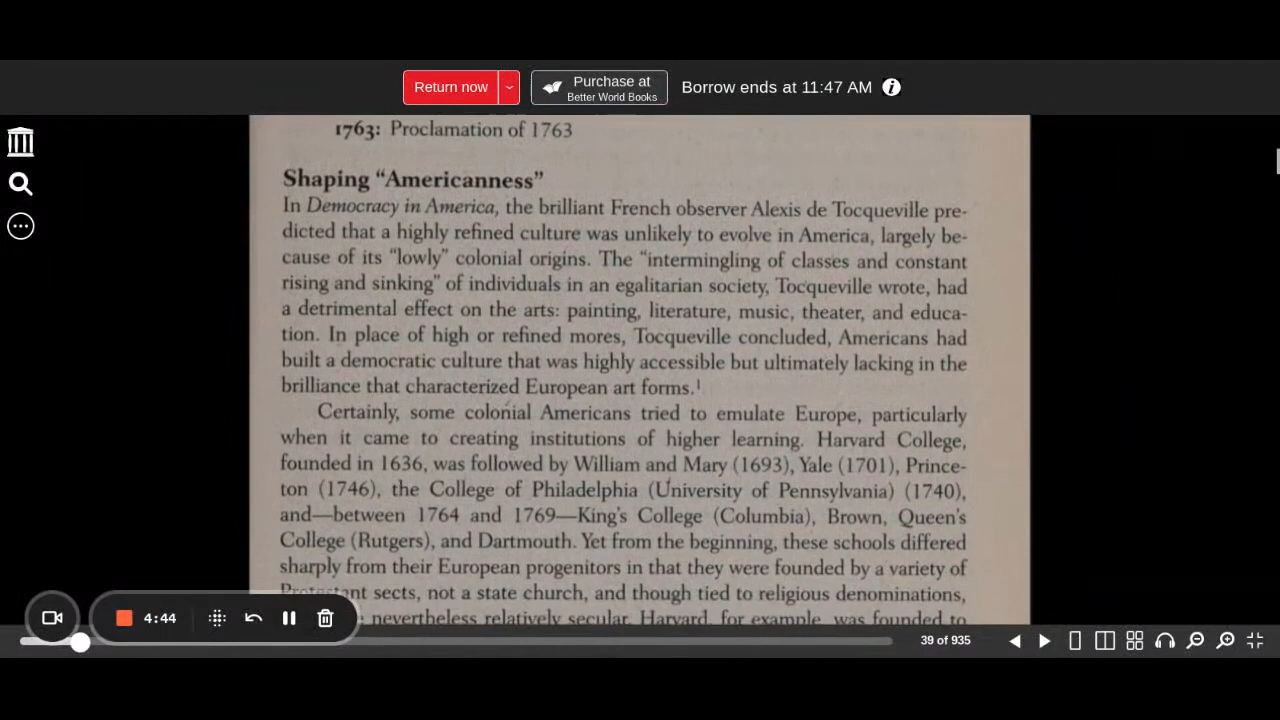 Return now
Purchase at
Better World Books
Borrow ends at 11:47 AM
1763: Proclamation of 1763
Shaping “Americanness”
In Democracy in America, the brilliant French observer Alexis de Tocqueville pre-
dicted that a highly refined culture was unlikely to evolve in America, largely be-
cause of its “lowly” colonial origins. The “intermingling of classes and constant
rising and sinking” of individuals in an egalitarian society, Tocqueville wrote, had
a detrimental effect on the arts: painting, literature, music, theater, and educa-
tion. In place of high or refined mores, Tocqueville concluded, Americans had
built a democratic culture that was highly accessible but ultimately lacking in the
brilliance that characterized European art forms.¹
Certainly, some colonial Americans tried to emulate Europe, particularly
when it came to creating institutions of higher learning. Harvard College,
founded in 1636, was followed by William and Mary (1693), Yale (1701), Prince-
ton (1746), the College of Philadelphia (University of Pennsylvania) (1740),
and—between 1764 and 1769—King’s College (Columbia), Brown, Queen’s
College (Rutgers), and Dartmouth. Yet from the beginning, these schools differed
sharply from their European progenitors in that they were founded by a variety of
Protestant sects, not a state church, and though tied to religious denominations,
nevertheless relatively secular. Harvard, for example, was founded to
4:44
39 of 935